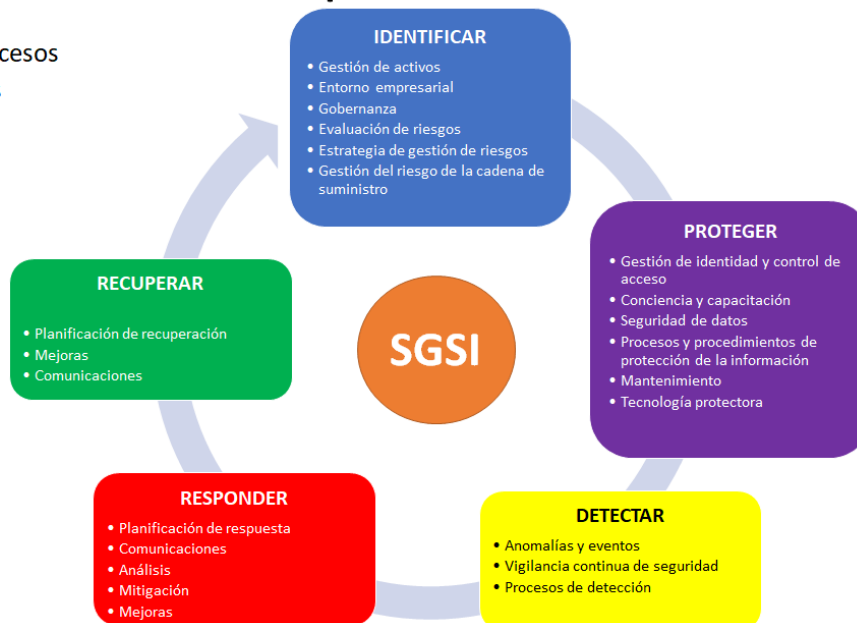 cesos
IDENTIFICAR
• Gestión de activos
• Entorno empresarial
• Gobernanza
• Evaluación de riesgos
• Estrategia de gestión de riesgos
• Gestión del riesgo de la cadena de
suministro
PROTEGER
• Gestión de identidad y control de
acceso
• Conciencia y capacitación
• Seguridad de datos
• Procesos y procedimientos de
protección de la información
• Mantenimiento
• Tecnología protectora
DETECTAR
• Anomalías y eventos
• Vigilancia continua de seguridad
• Procesos de detección
RESPONDER
• Planificación de respuesta
• Comunicaciones
• Análisis
• Mitigación
• Mejoras
RECUPERAR
• Planificación de recuperación
• Mejoras
• Comunicaciones
SGSI